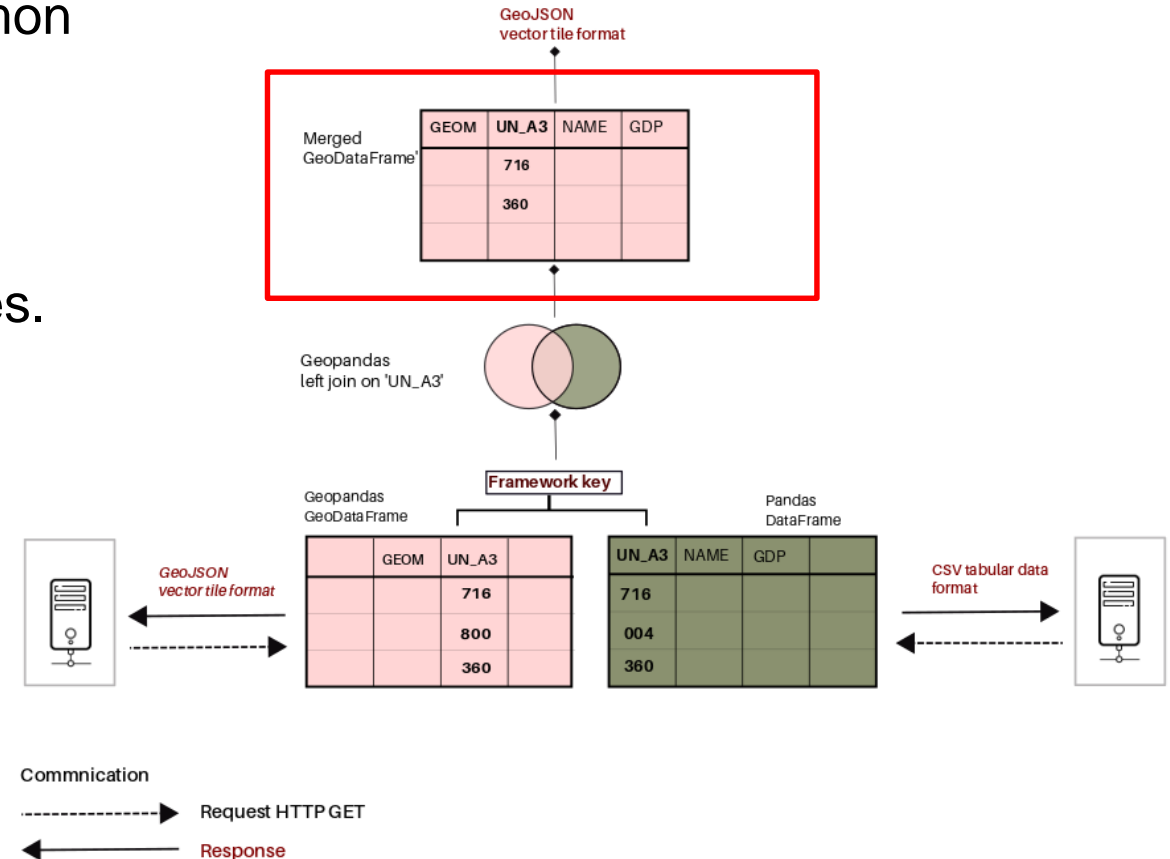 non
es.
GeoJSON
vector tile format
Merged
GeoDataFrame'
GEOM UN_A3 NAME GDP
716
360
Geopandas
left join on 'UN_A3'
Framework key
Geopandas
GeoDataFrame
Pandas
DataFrame
GeoJSON
vector tile format
GEOM UN_A3
716
800
360
UN_A3 NAME GDP
716
004
360
CSV tabular data
format
Commnication
Request HTTP GET
Response